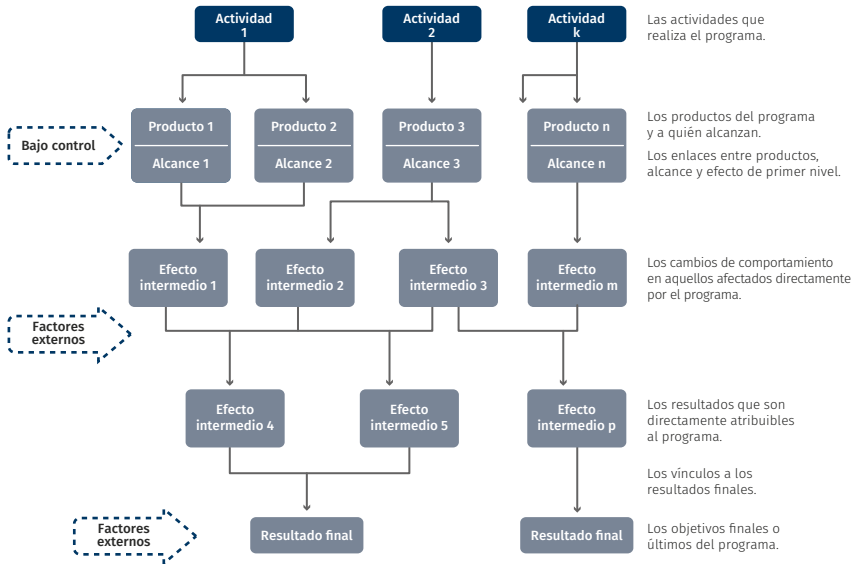 Actividad
1
Actividad
2
Actividad
k
Las actividades que
realiza el programa.
Bajo control
Producto 1
Alcance 1
Producto 2
Alcance 2
Producto 3
Alcance 3
Producto n
Alcance n
Los productos del programa
y a quién alcanzan.
Los enlaces entre productos,
alcance y efecto de primer nivel.
Efecto
intermedio 1
Efecto
intermedio 2
Efecto
intermedio 3
Efecto
intermedio m
Los cambios de comportamiento
en aquellos afectados directamente
por el programa.
Factores
externos
Efecto
intermedio 4
Efecto
intermedio 5
Efecto
intermedio p
Los resultados que son
directamente atribuibles
al programa.
Los vínculos a los
resultados finales.
Factores
externos
Resultado final
Resultado final
Los objetivos finales o
últimos del programa.